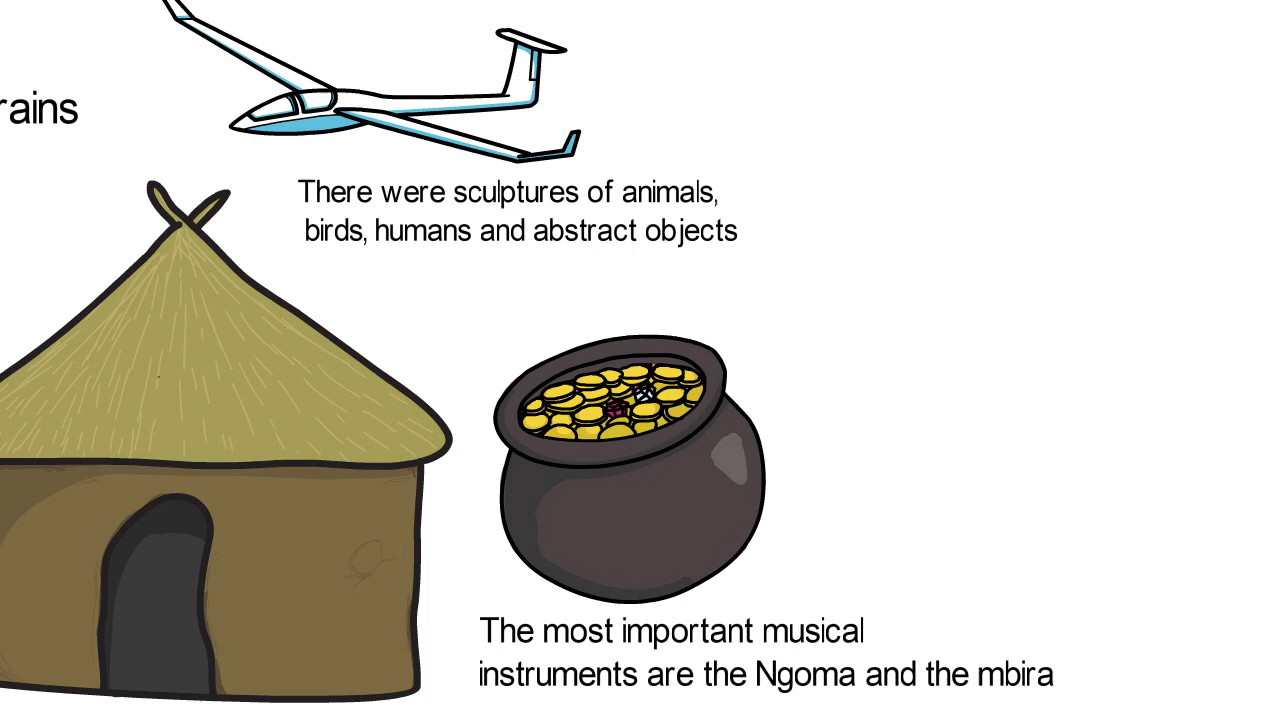 There were sculptures of animals,
birds, humans and abstract objects
The most important musical
instruments are the Ngoma and the mbira